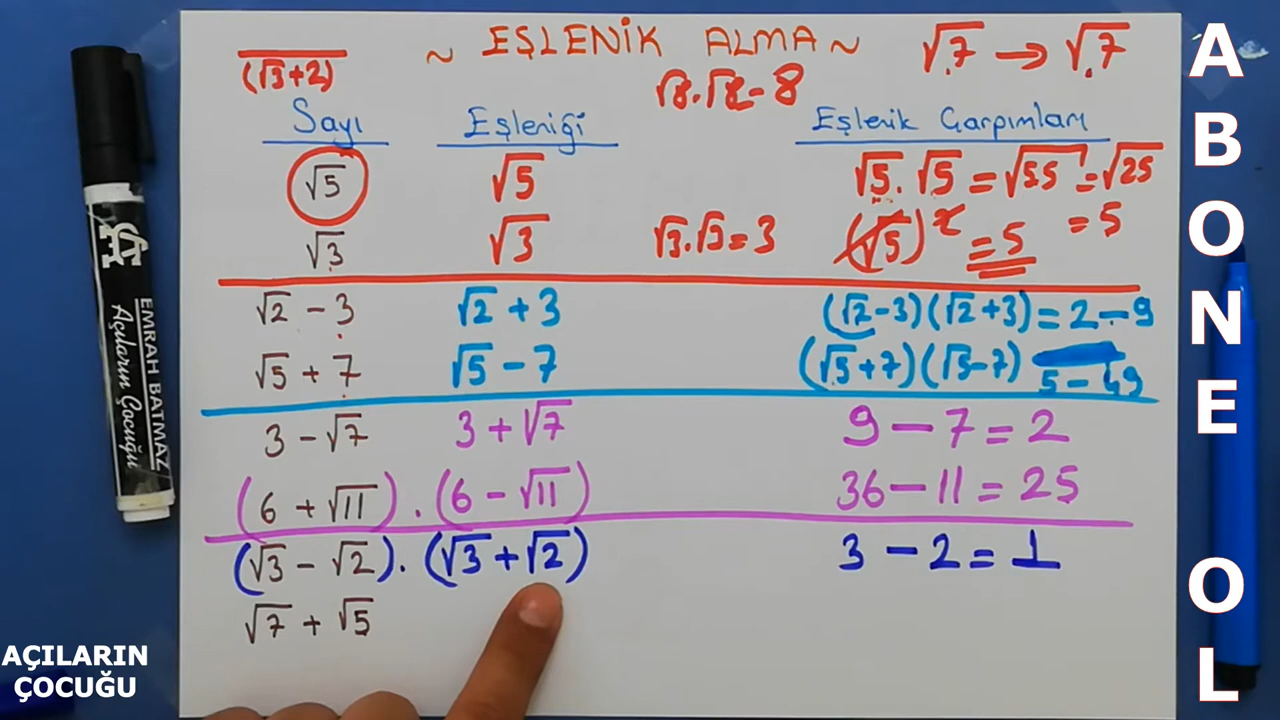 ~ EŞLENİK ALMA ~
√7 → √7
(√3+2)
√8.√8=8
Sayı Eşleniği Eşlenik Çarpımları
√5 √5 √5.√5=√5.5=√25
=5
√3 √3 √3.√3=3 (√5)² =5
√2 - 3 √2 + 3 (√2-3)(√2+3)=2-9
√5 + 7 √5 - 7 (√5+7)(√5-7) 5-49
3 - √7 3 + √7 9 - 7 = 2
(6 + √11) . (6 - √11) 36 - 11 = 25
(√3 - √2) . (√3 + √2) 3 - 2 = 1
√7 + √5
EMRAH BATMAZ
Açıların Çocuğu
AÇILARIN
ÇOCUĞU
ABONE OL